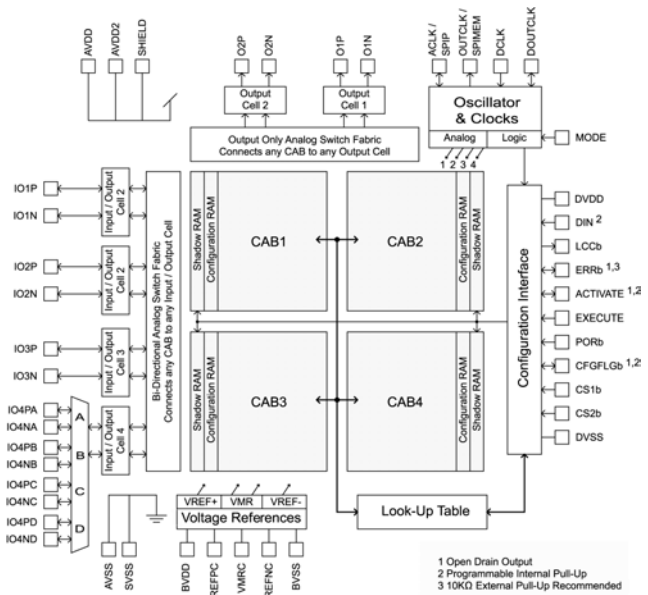 AVDD
AVDD2
SHIELD
O2P
O2N
O1P
O1N
ACLK /
SPIP
OUTCLK /
SPIMEM
DCLK
DOUTCLK
Output
Cell 2
Output
Cell 1
Oscillator
& Clocks
Analog
Logic
1 2 3 4
MODE
Output Only Analog Switch Fabric
Connects any CAB to any Output Cell
IO1P
IO1N
Input / Output
Cell 2
IO2P
IO2N
Input / Output
Cell 2
IO3P
IO3N
Input / Output
Cell 3
IO4PA
IO4NA
IO4PB
IO4NB
IO4PC
IO4NC
IO4PD
IO4ND
A
B
C
D
Input / Output
Cell 4
Bi-Directional Analog Switch Fabric
Connects any CAB to any Input / Output Cell
Shadow RAM
Configuration RAM
CAB1
CAB2
Configuration RAM
Shadow RAM
Shadow RAM
Configuration RAM
CAB3
CAB4
Configuration RAM
Shadow RAM
Configuration Interface
DVDD
DIN 2
LCCb
ERRb 1,3
ACTIVATE 1,2
EXECUTE
PORb
CFGFLGb 1,2
CS1b
CS2b
DVSS
VREF+
VMR
VREF-
Voltage References
Look-Up Table
AVSS
SVSS
BVDD
REFPC
VMRC
REFNC
BVSS
1 Open Drain Output
2 Programmable Internal Pull-Up
3 10KΩ External Pull-Up Recommended